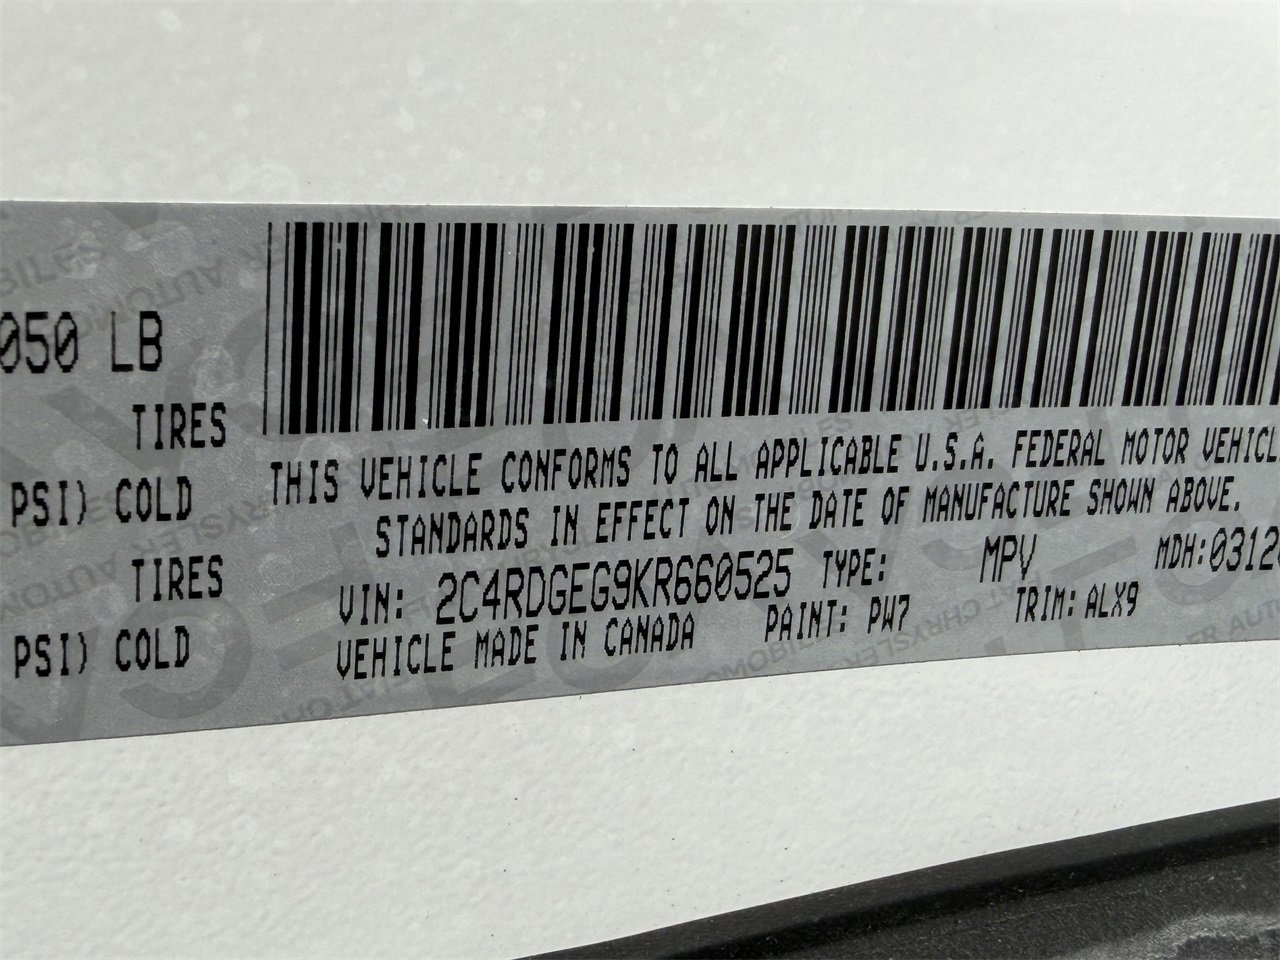 050 LB
TIRES
PSI) COLD
TIRES
PSI) COLD
THIS VEHICLE CONFORMS TO ALL APPLICABLE U.S.A. FEDERAL MOTOR VEHICL
STANDARDS IN EFFECT ON THE DATE OF MANUFACTURE SHOWN ABOVE.
VIN: 2C4RDGEG9KR660525 TYPE: MPV MDH:0312
VEHICLE MADE IN CANADA PAINT: PW7 TRIM: ALX9